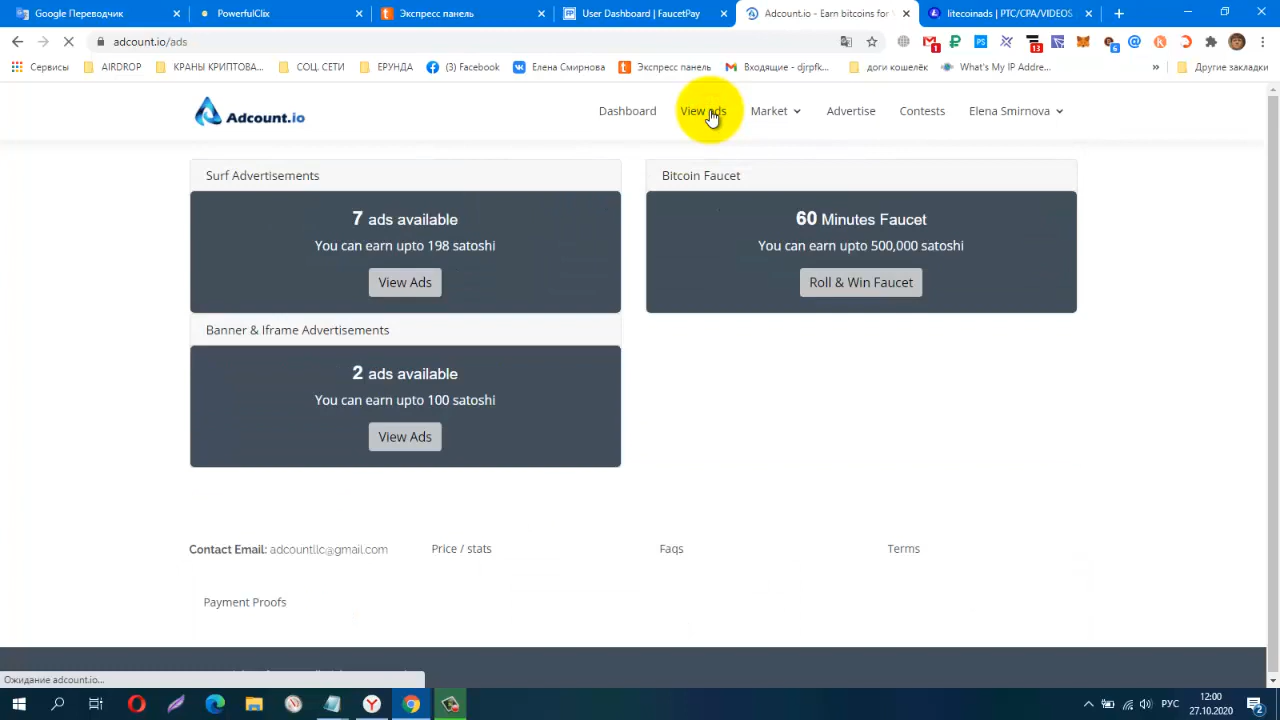 Google Переводчик
PowerfulClix
Экспресс панель
User Dashboard | FaucetPay
Adcount.io - Earn bitcoins for
litecoinads | PTC/CPA/VIDEOS
adcount.io/ads
1
13
6
Сервисы
AIRDROP
КРАНЫ КРИПТОВА...
СОЦ. СЕТИ
ЕРУНДА
(3) Facebook
Елена Смирнова
Экспресс панель
Входящие - djrpfk...
доги кошелёк
What's My IP Addre...
»
Другие закладки
Adcount.io
Dashboard
View ads
Market
Advertise
Contests
Elena Smirnova
Surf Advertisements
7 ads available
You can earn upto 198 satoshi
View Ads
Bitcoin Faucet
60 Minutes Faucet
You can earn upto 500,000 satoshi
Roll & Win Faucet
Banner & Iframe Advertisements
2 ads available
You can earn upto 100 satoshi
View Ads
Contact Email: adcountllc@gmail.com
Price / stats
Faqs
Terms
Payment Proofs
Ожидание adcount.io...
РУС
12:00
27.10.2020
2